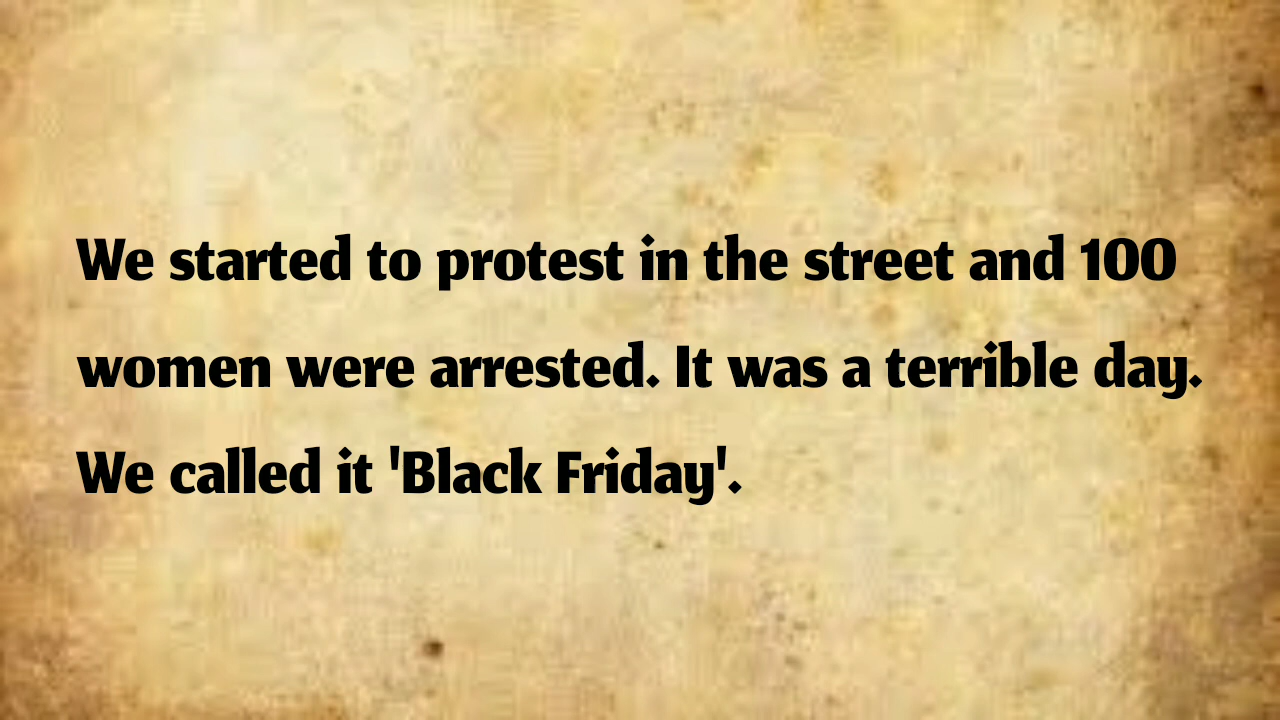 We started to protest in the street and 100
women were arrested. It was a terrible day.
We called it 'Black Friday'.